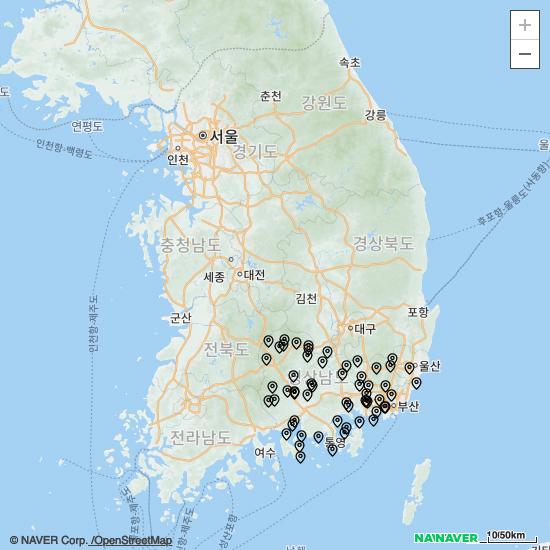 +
−
속초
춘천
강원도
강릉
도
연평도
서울
경기도
인천
인천항-백령도
울
후포항-울릉도(사동항)
충청남도
경상북도
세종
대전
김천
인천항-제주도
군산
포항
대구
전북도
울산
경상남도
부산
전라남도
통영
여수
NAVER
10/50km
© NAVER Corp. /OpenStreetMap